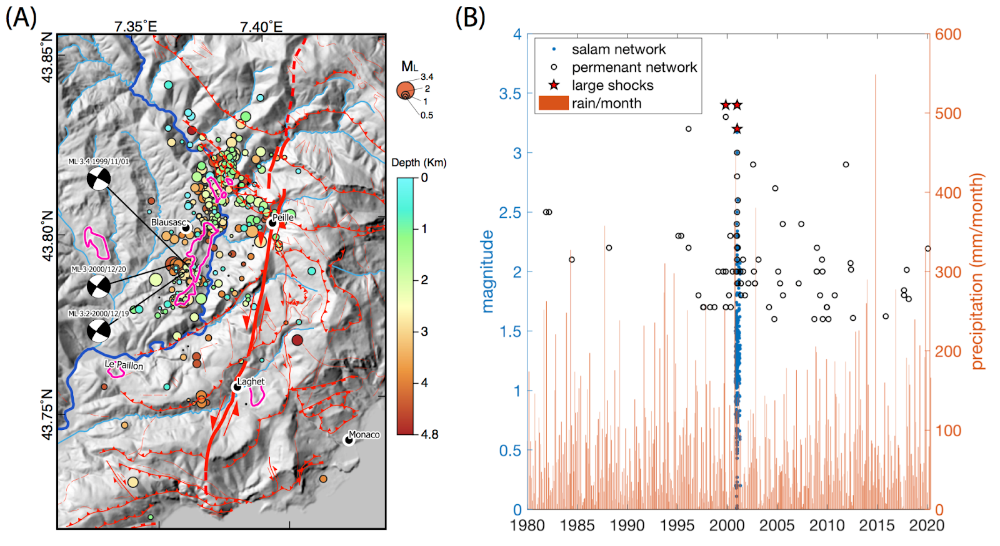 (A)
7.35°E 7.40°E
43.85°N
43.80°N
43.75°N
ML 3.4 1999/11/01
ML 3 2000/12/20
ML 3.2 2000/12/19
Blausasc
Peille
Le Paillon
Laghet
Monaco
ML
3.4
2
1
0.5
Depth (Km)
0
1
2
3
4
4.8
(B)
salam network
permenant network
large shocks
rain/month
magnitude
4
3.5
3
2.5
2
1.5
1
0.5
0
600
500
400
300
200
100
0
precipitation (mm/month)
1980 1985 1990 1995 2000 2005 2010 2015 2020